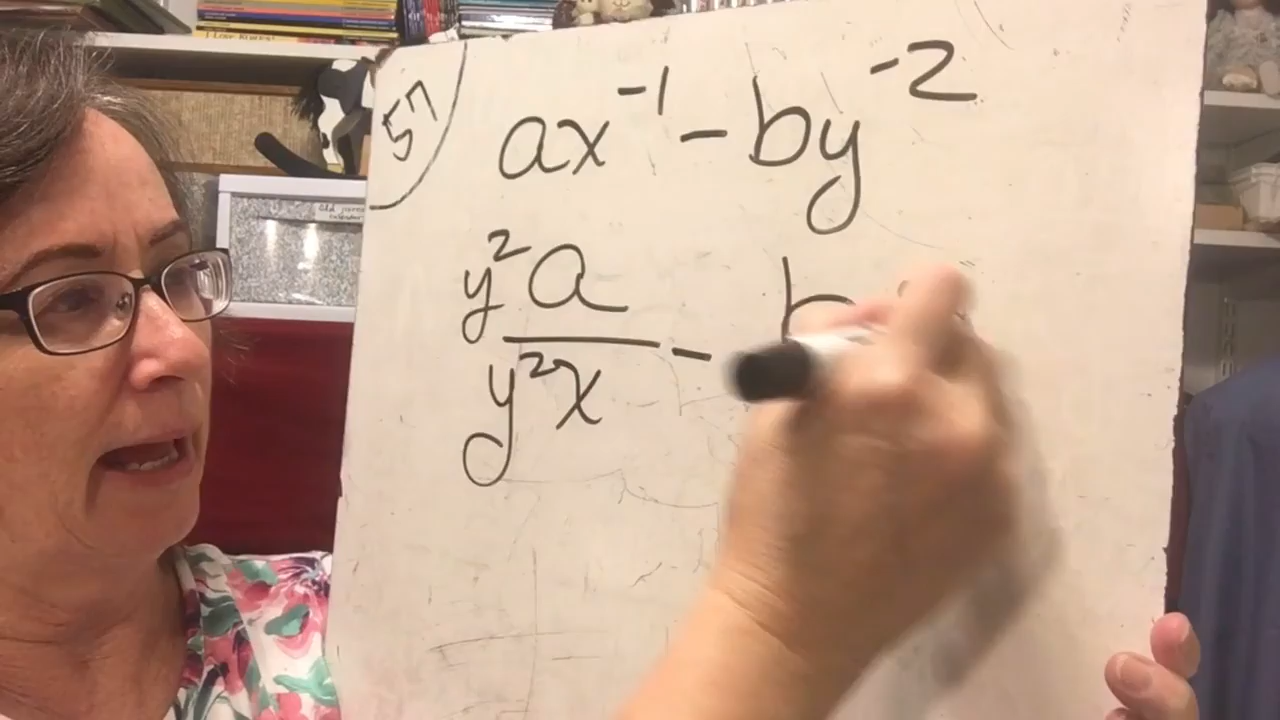 57
ax⁻¹ - by⁻²
y²a
y²x
- b